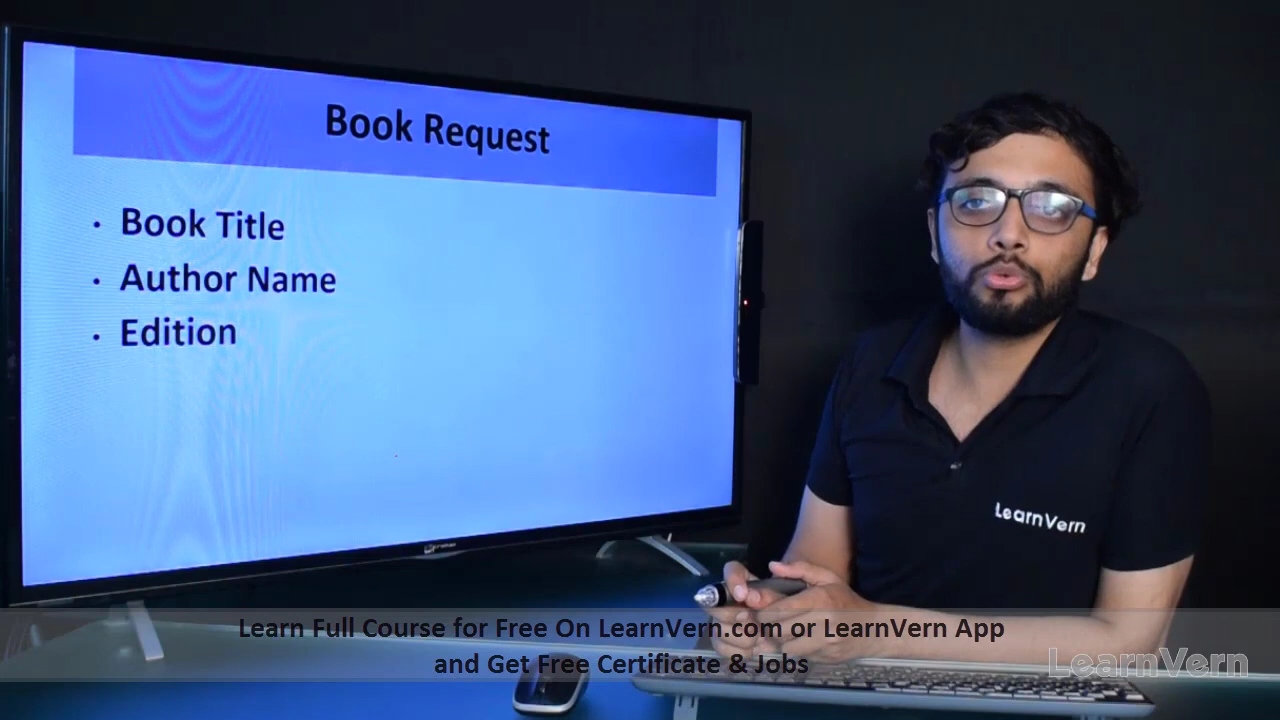 Book Request
• Book Title
• Author Name
• Edition
LearnVern
Learn Full Course for Free On LearnVern.com or LearnVern App
and Get Free Certificate & Jobs
LearnVern